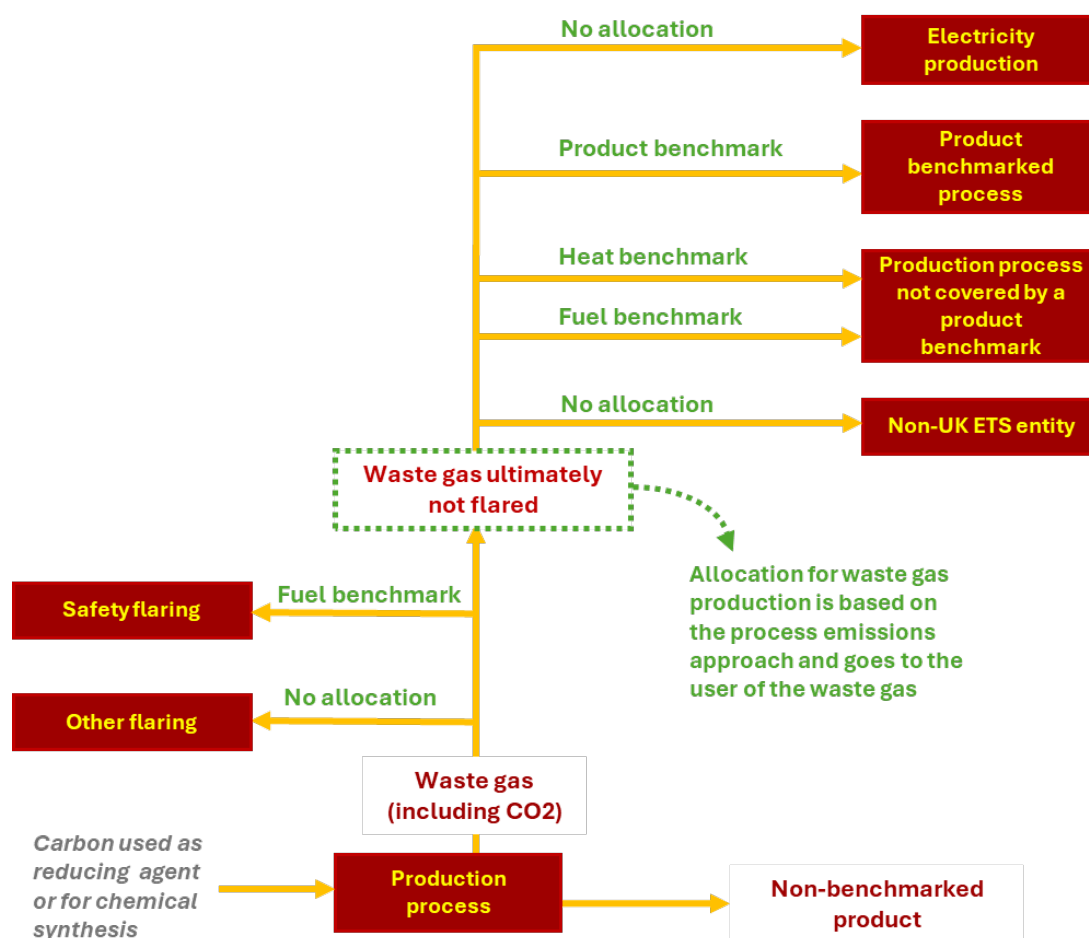 No allocation
Electricity
production
Product benchmark
Product
benchmarked
process
Heat benchmark
Fuel benchmark
Production process
not covered by a
product
benchmark
No allocation
Non-UK ETS entity
Waste gas ultimately
not flared
Allocation for waste gas
production is based on
the process emissions
approach and goes to the
user of the waste gas
Safety flaring
Fuel benchmark
Other flaring
No allocation
Waste gas
(including CO2)
Carbon used as
reducing agent
or for chemical
synthesis
Production
process
Non-benchmarked
product